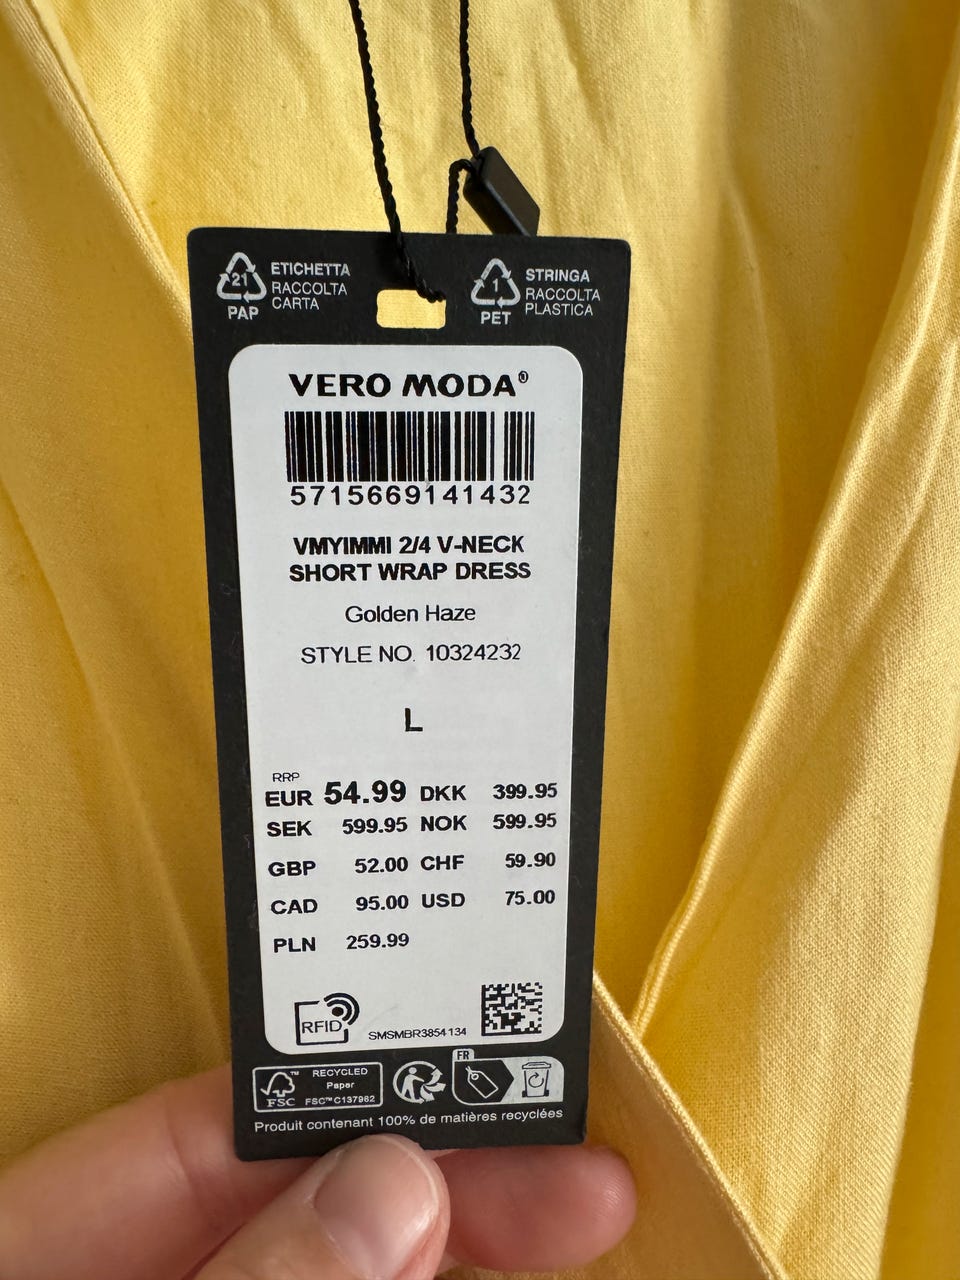 21
PAP
ETICHETTA
RACCOLTA
CARTA
1
PET
STRINGA
RACCOLTA
PLASTICA
VERO MODA®
5715669141432
VMYIMMI 2/4 V-NECK
SHORT WRAP DRESS
Golden Haze
STYLE NO. 10324232
L
RRP
EUR 54.99 DKK 399.95
SEK 599.95 NOK 599.95
GBP 52.00 CHF 59.90
CAD 95.00 USD 75.00
PLN 259.99
RFID
SMSMBR3854134
FSC™
RECYCLED
Paper
FSC™ C137982
FR
Produit contenant 100% de matières recyclées